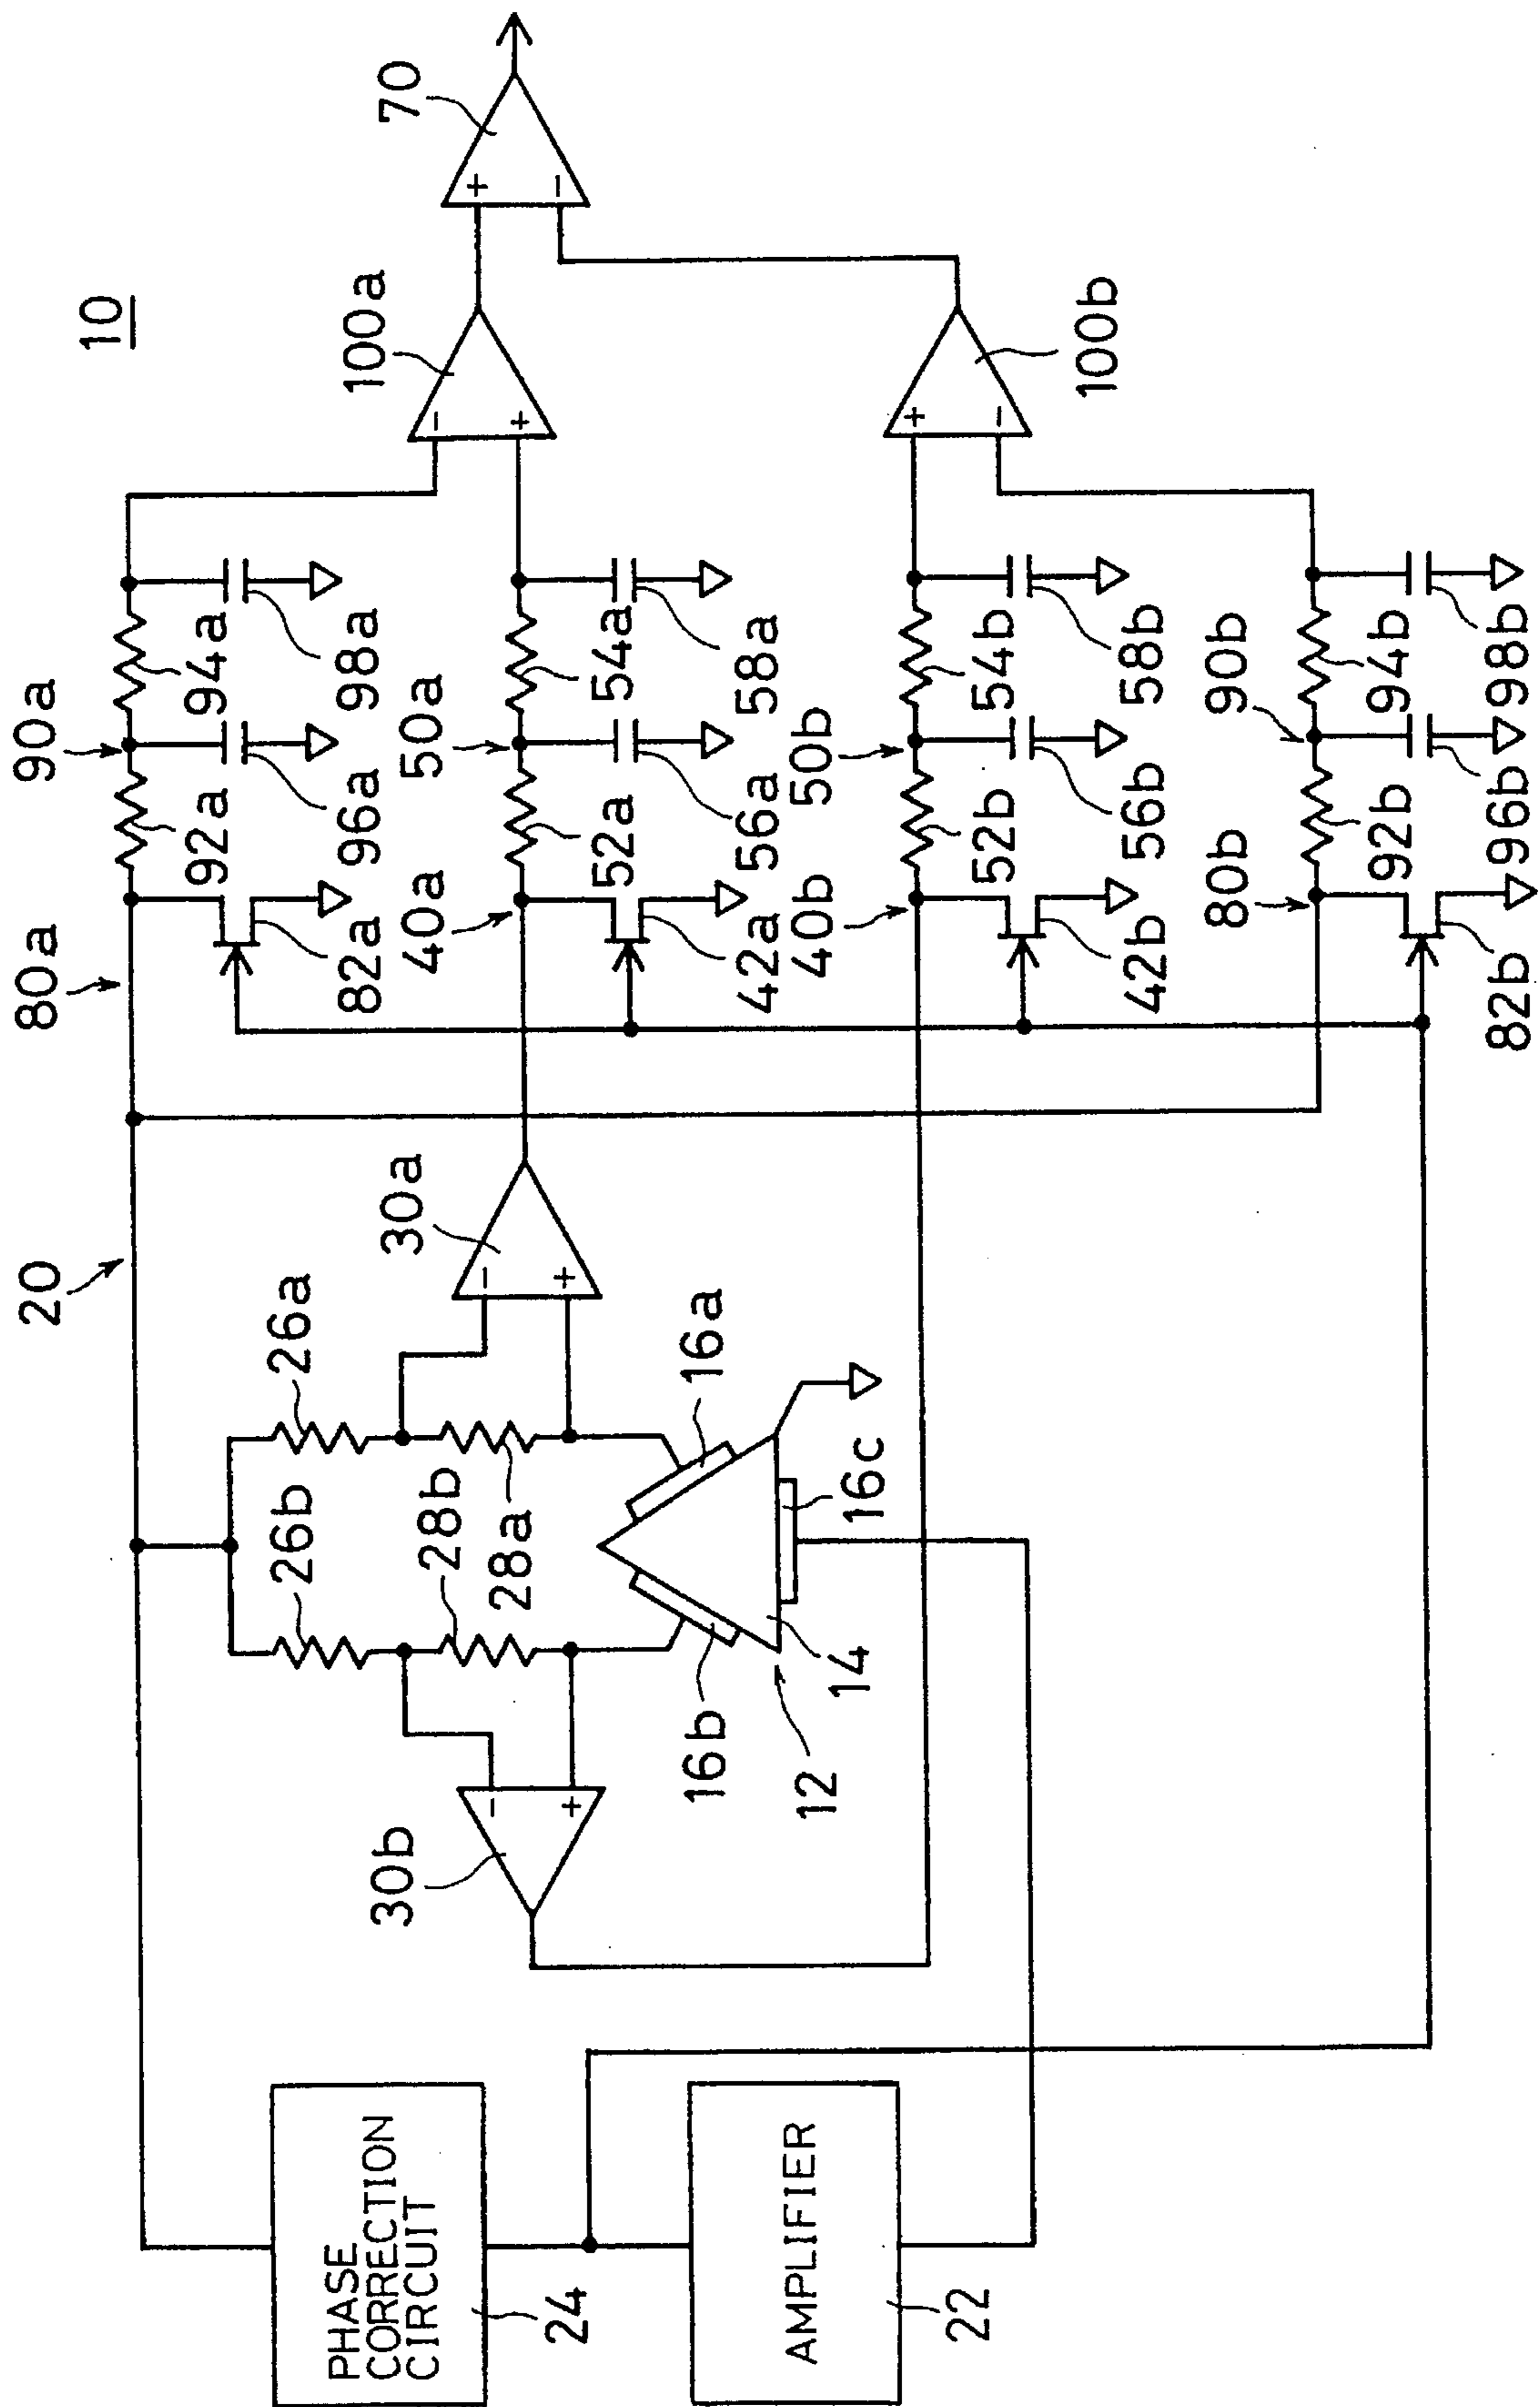 10
70
100a
100b
90a
94a
98a
92a
96a
80a
82a
50a
54a
58a
52a
56a
40a
42a
50b
54b
58b
52b
56b
40b
42b
90b
94b
98b
92b
96b
80b
82b
20
30a
26a
26b
28b
28a
16a
16c
16b
14
12
30b
PHASE
CORRECTION
CIRCUIT
24
AMPLIFIER
22
+
−
−
+
+
−
−
+
−
+